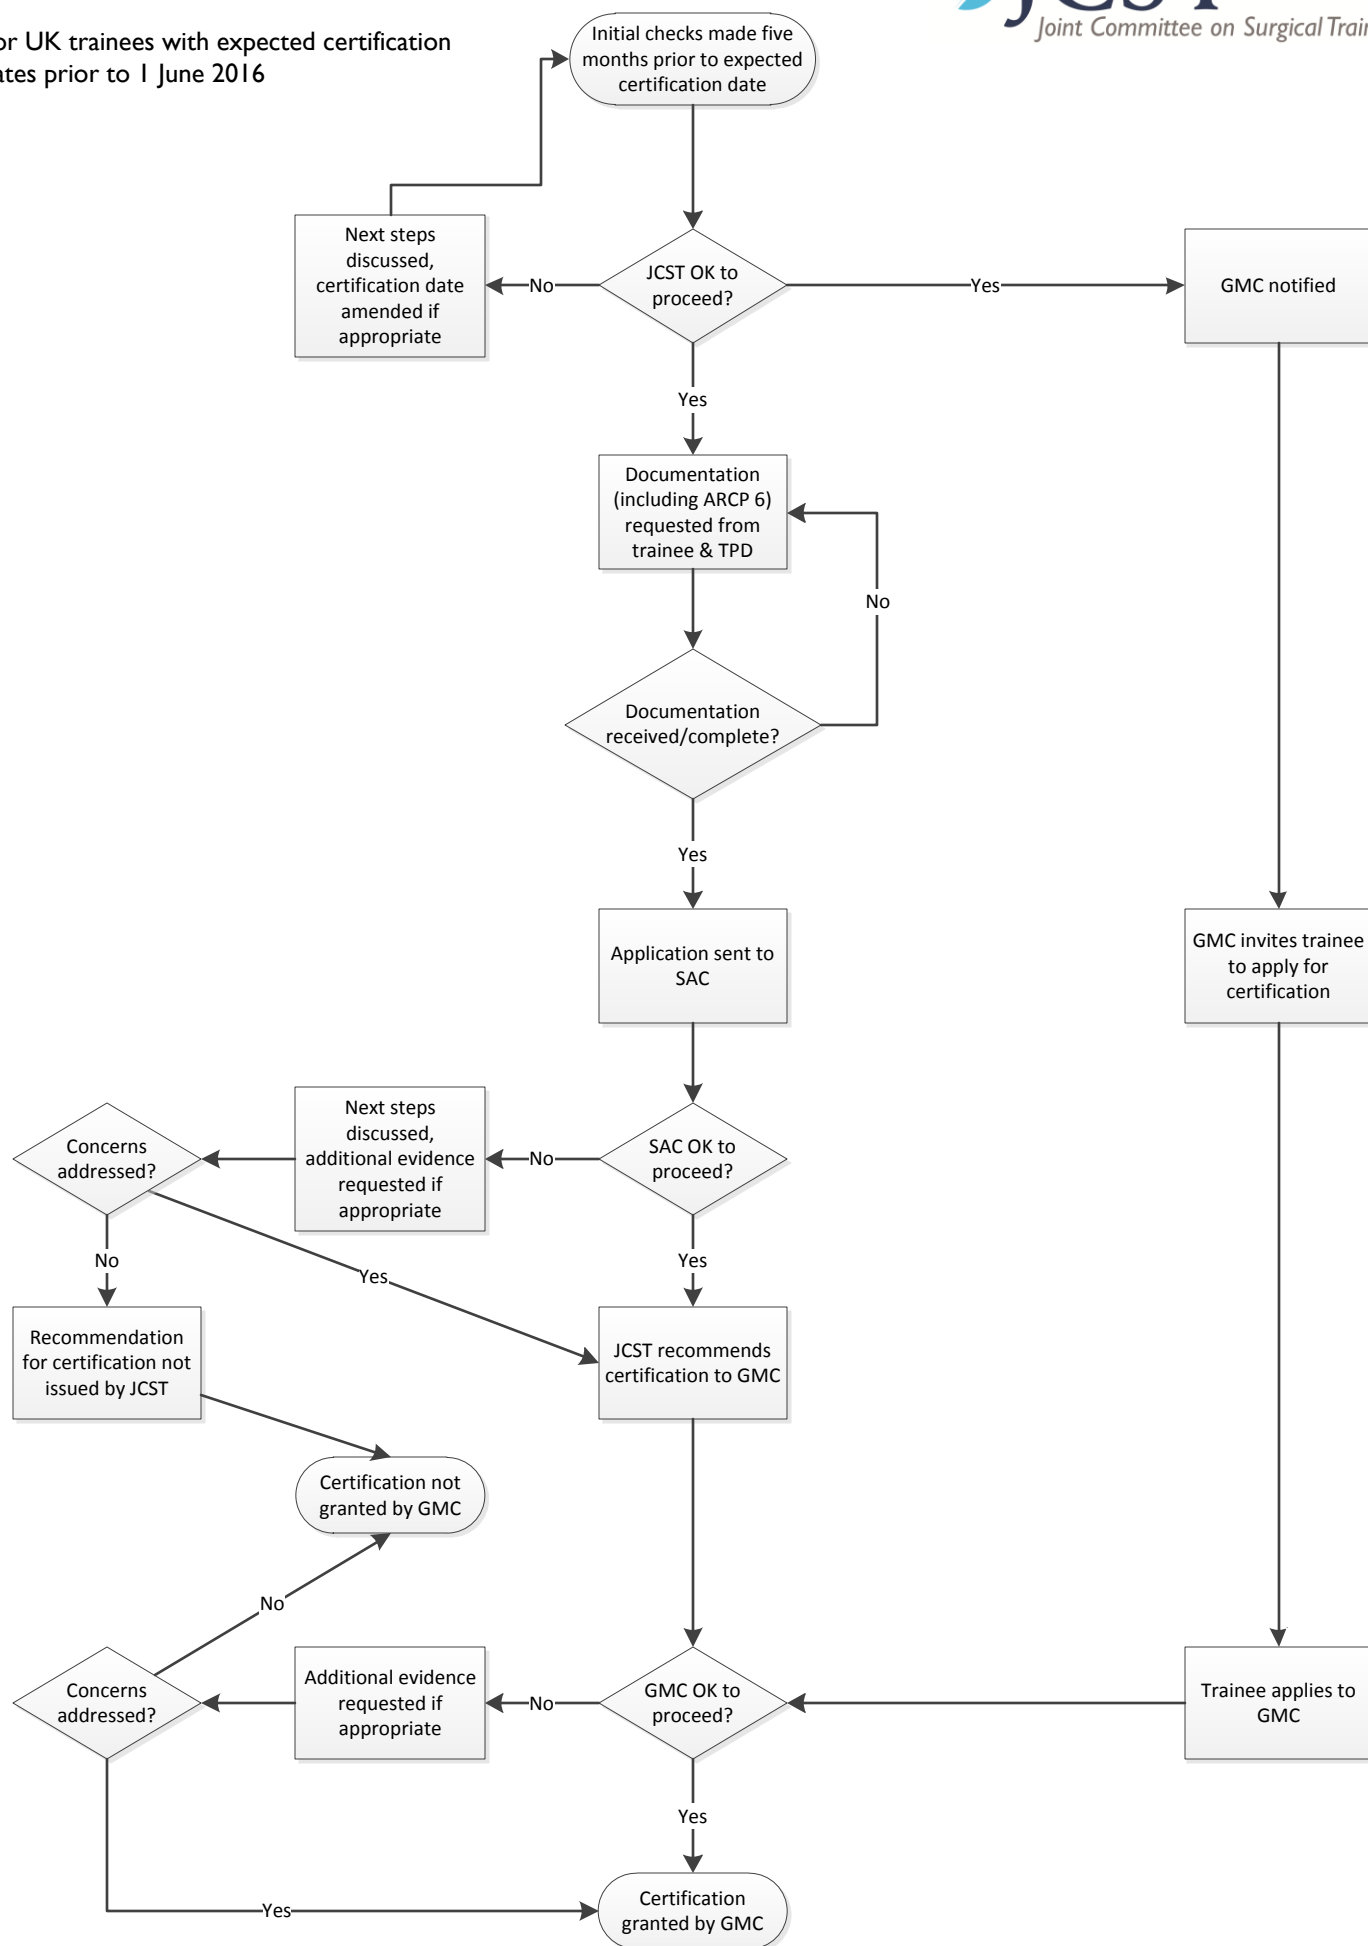 or UK trainees with expected certification
ates prior to 1 June 2016
JCST
Joint Committee on Surgical Train
Initial checks made five
months prior to expected
certification date
Next steps
discussed,
certification date
amended if
appropriate
No
JCST OK to
proceed?
Yes
GMC notified
Yes
Documentation
(including ARCP 6)
requested from
trainee & TPD
No
Documentation
received/complete?
Yes
Application sent to
SAC
GMC invites trainee
to apply for
certification
Concerns
addressed?
Next steps
discussed,
additional evidence
requested if
appropriate
No
SAC OK to
proceed?
No
Yes
Yes
Recommendation
for certification not
issued by JCST
JCST recommends
certification to GMC
Certification not
granted by GMC
No
Concerns
addressed?
Additional evidence
requested if
appropriate
No
GMC OK to
proceed?
Trainee applies to
GMC
Yes
Yes
Certification
granted by GMC